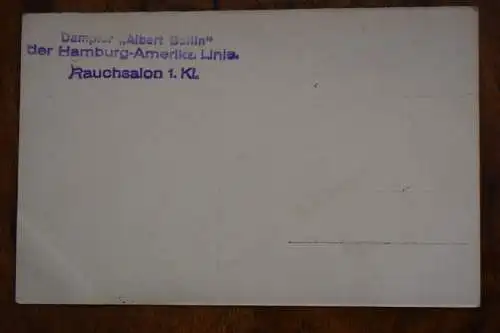 Dampfer „Albert Ballin"
der Hamburg-Amerika Linie.
Rauchsalon 1. Kl.